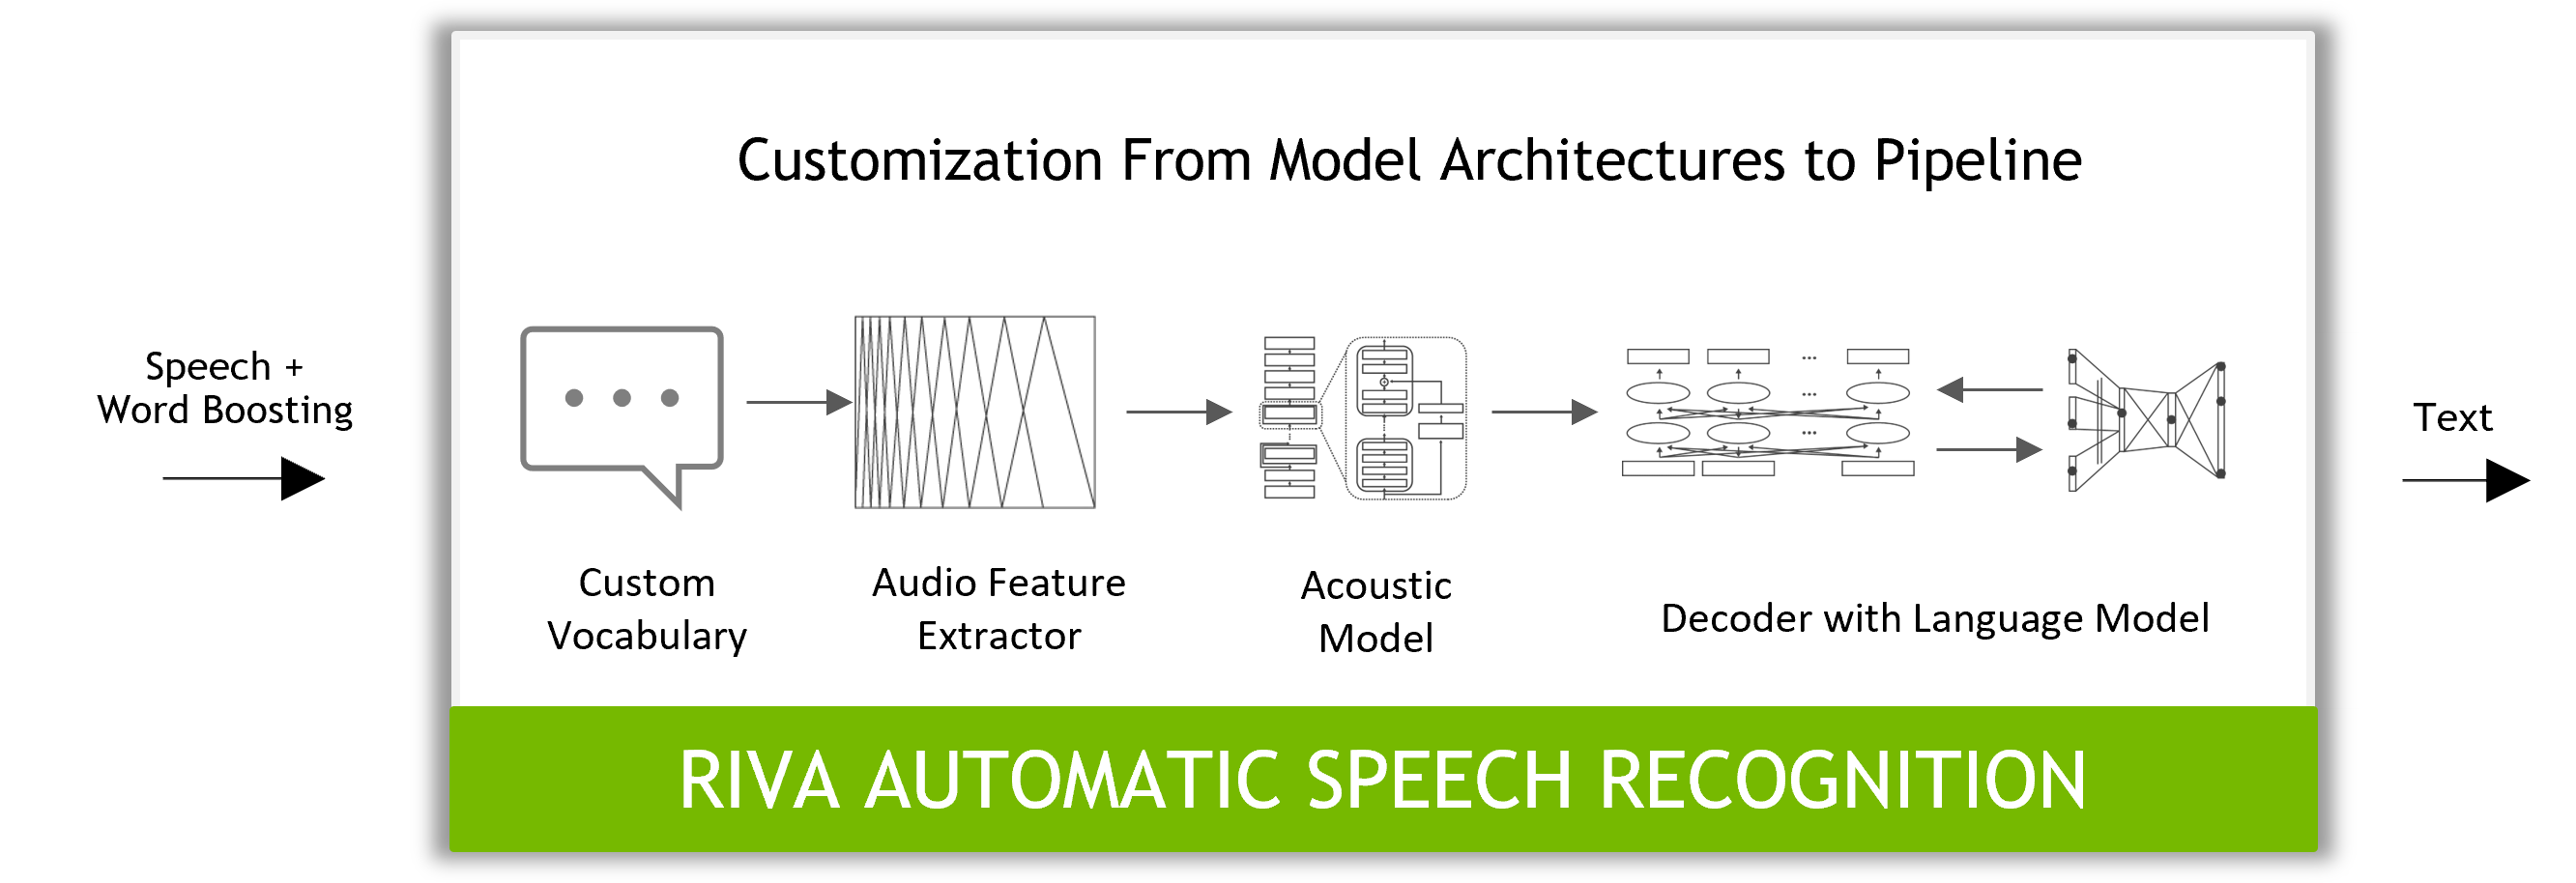 Customization From Model Architectures to Pipeline
Speech +
Word Boosting
Text
Custom
Vocabulary
Audio Feature
Extractor
Acoustic
Model
Decoder with Language Model
RIVA AUTOMATIC SPEECH RECOGNITION